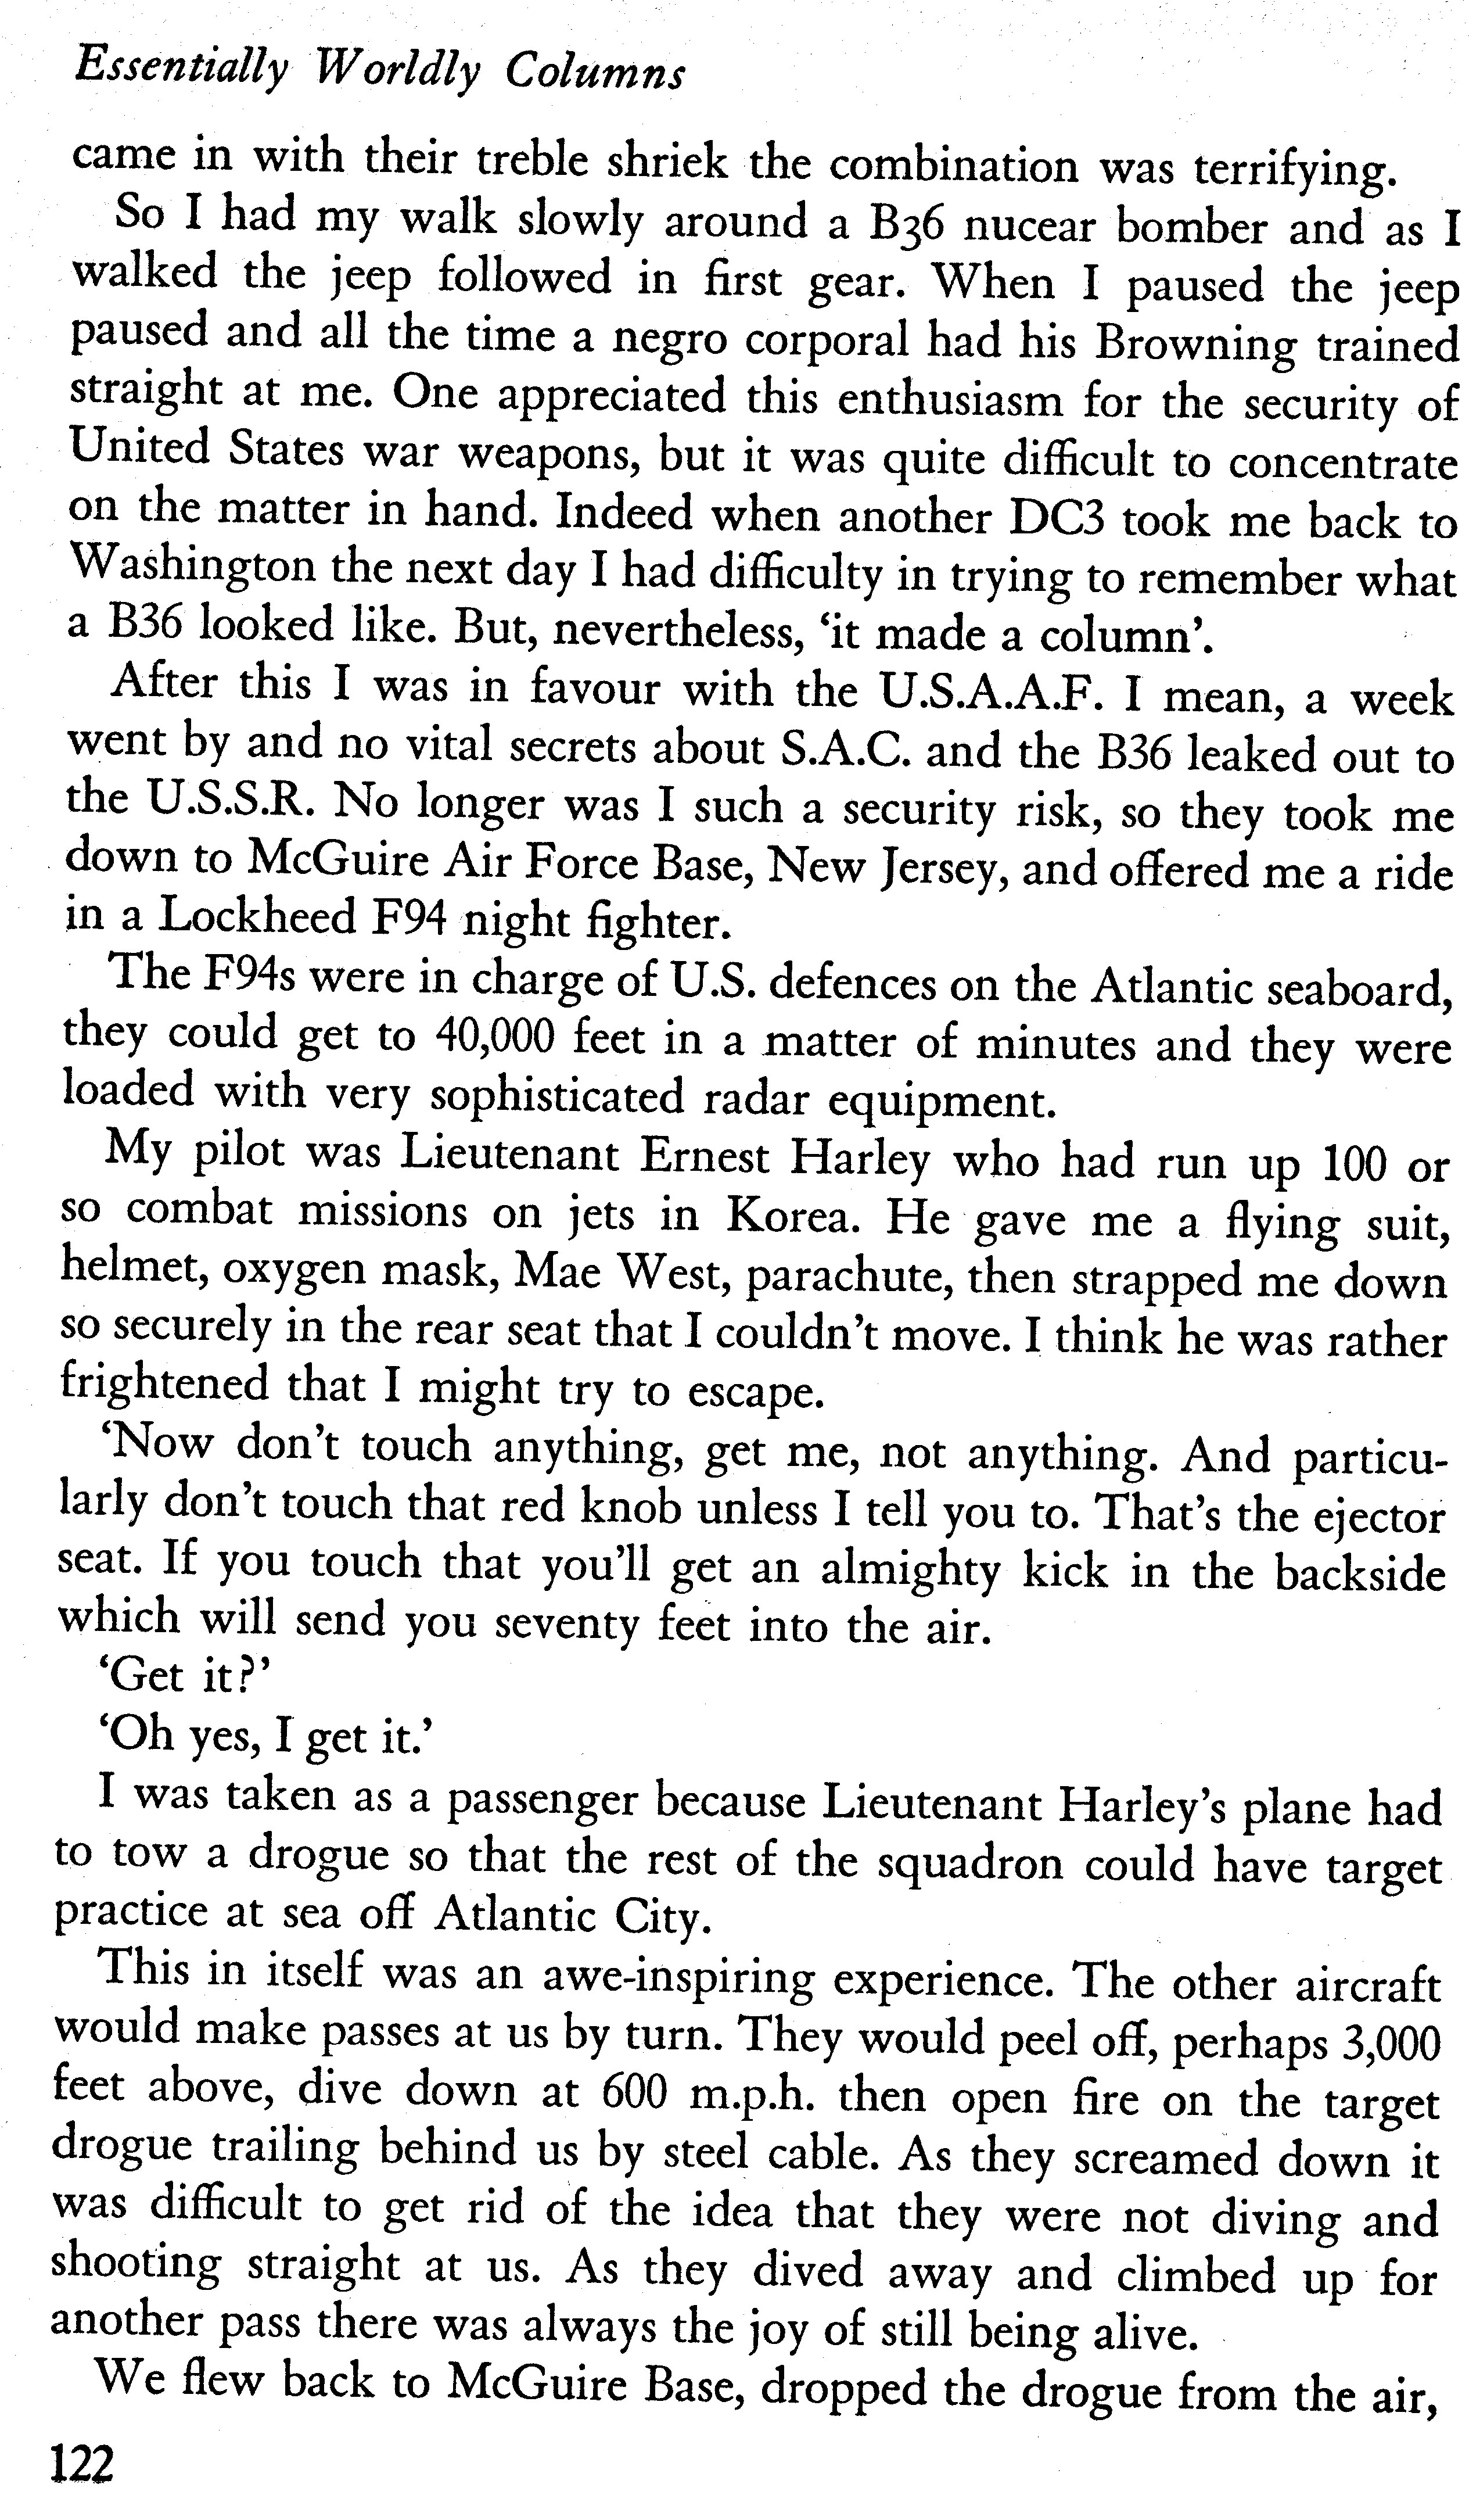 Essentially Worldly Columns
came in with their treble shriek the combination was terrifying.
So I had my walk slowly around a B36 nucear bomber and as I
walked the jeep followed in first gear. When I paused the jeep
paused and all the time a negro corporal had his Browning trained
straight at me. One appreciated this enthusiasm for the security of
United States war weapons, but it was quite difficult to concentrate
on the matter in hand. Indeed when another DC3 took me back to
Washington the next day I had difficulty in trying to remember what
a B36 looked like. But, nevertheless, ‘it made a column’.
After this I was in favour with the U.S.A.A.F. I mean, a week
went by and no vital secrets about S.A.C. and the B36 leaked out to
the U.S.S.R. No longer was I such a security risk, so they took me
down to McGuire Air Force Base, New Jersey, and offered me a ride
in a Lockheed F94 night fighter.
The F94s were in charge of U.S. defences on the Atlantic seaboard,
they could get to 40,000 feet in a matter of minutes and they were
loaded with very sophisticated radar equipment.
My pilot was Lieutenant Ernest Harley who had run up 100 or
so combat missions on jets in Korea. He gave me a flying suit,
helmet, oxygen mask, Mae West, parachute, then strapped me down
so securely in the rear seat that I couldn’t move. I think he was rather
frightened that I might try to escape.
‘Now don’t touch anything, get me, not anything. And particu-
larly don’t touch that red knob unless I tell you to. That’s the ejector
seat. If you touch that you’ll get an almighty kick in the backside
which will send you seventy feet into the air.
‘Get it?’
‘Oh yes, I get it.’
I was taken as a passenger because Lieutenant Harley’s plane had
to tow a drogue so that the rest of the squadron could have target
practice at sea off Atlantic City.
This in itself was an awe-inspiring experience. The other aircraft
would make passes at us by turn. They would peel off, perhaps 3,000
feet above, dive down at 600 m.p.h. then open fire on the target
drogue trailing behind us by steel cable. As they screamed down it
was difficult to get rid of the idea that they were not diving and
shooting straight at us. As they dived away and climbed up for
another pass there was always the joy of still being alive.
We flew back to McGuire Base, dropped the drogue from the air,
122